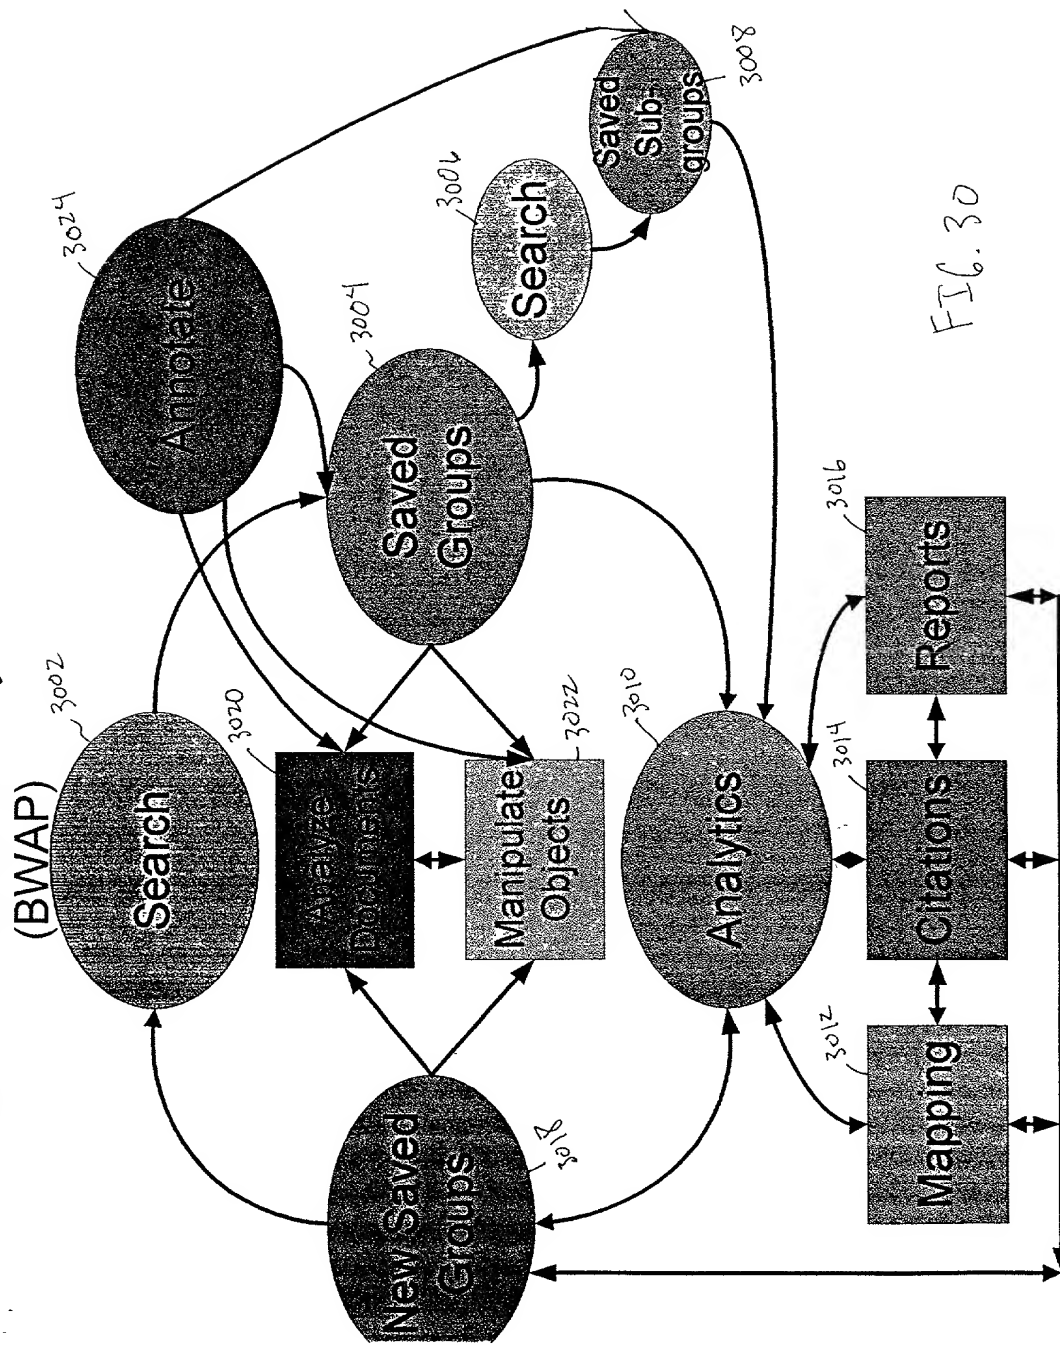 (BWAP)
3002
Search
3024
Annotate
3020
Analyze
Documents
3004
Saved
Groups
New Saved
Groups
3018
3022
Manipulate
Objects
3006
Search
Saved
Sub-
groups
3008
3010
Analytics
3012
Mapping
3014
Citations
3016
Reports
FIG. 30